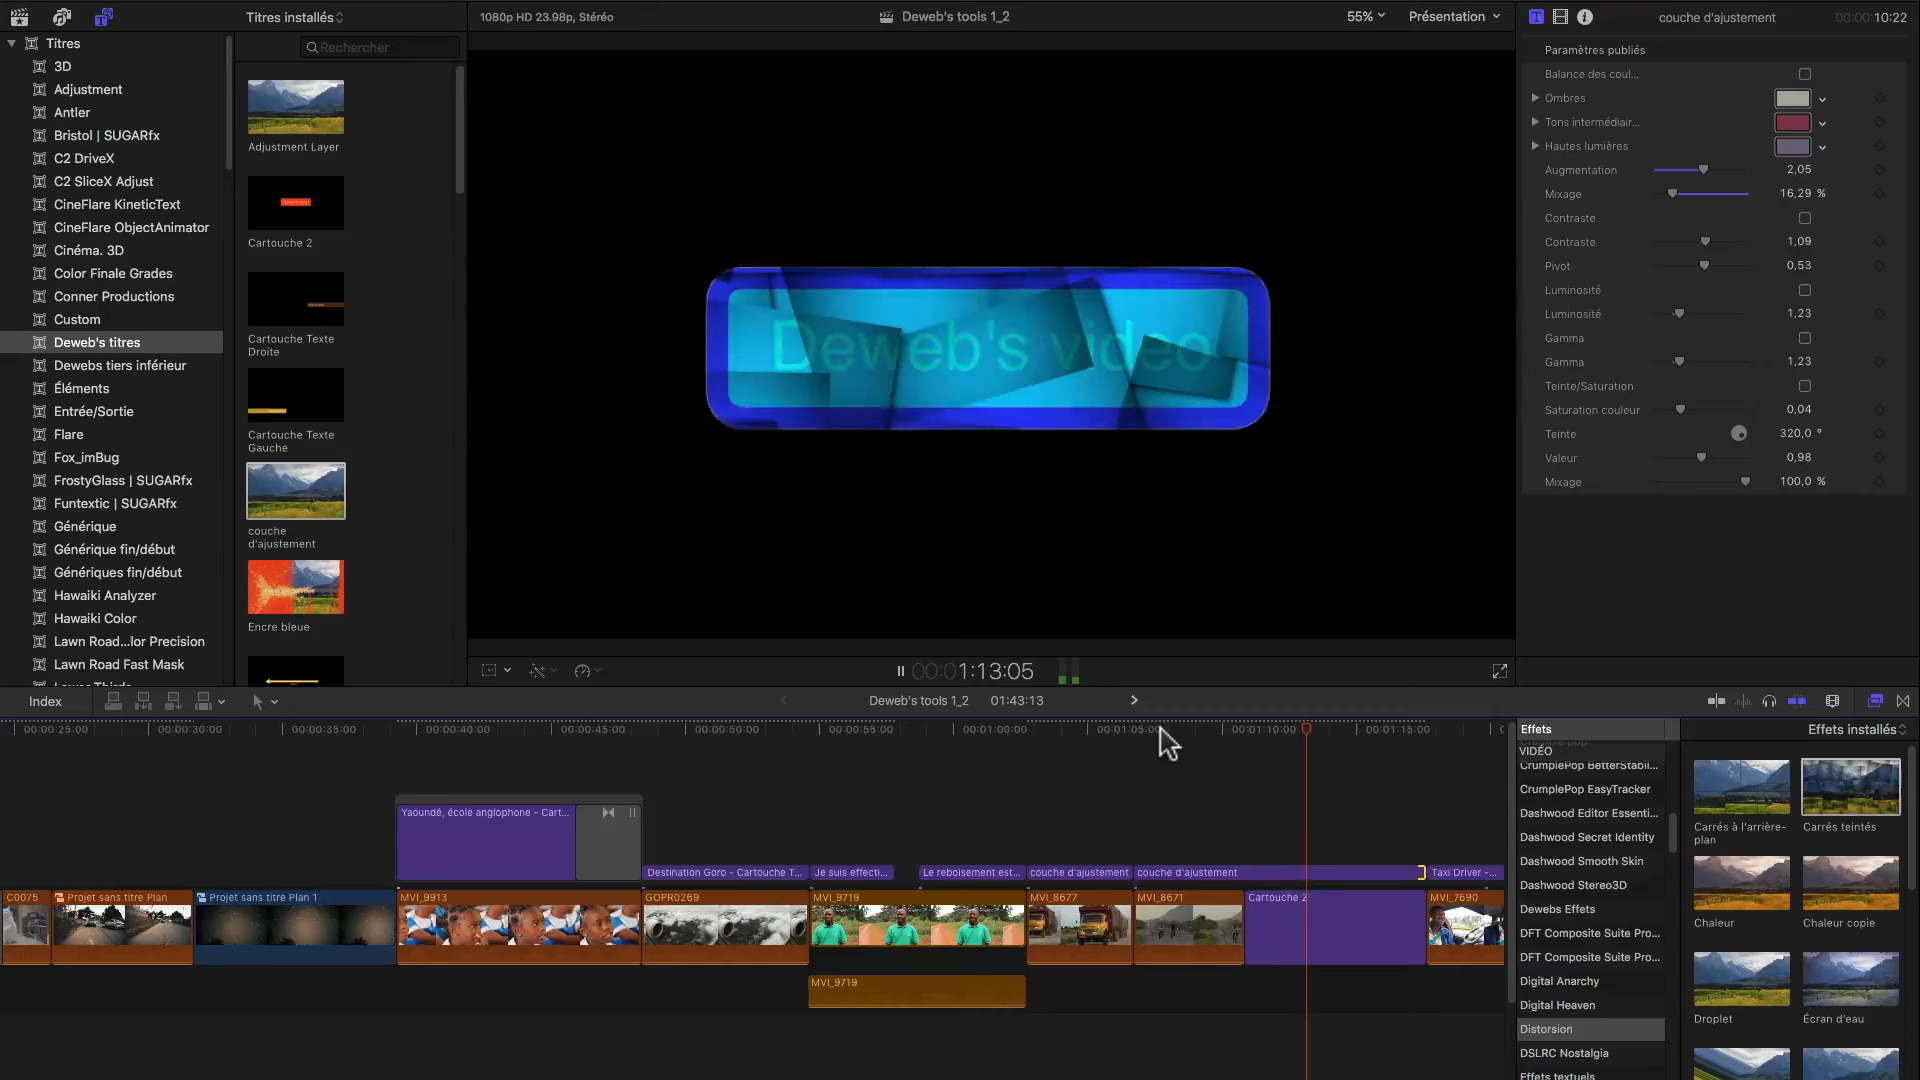 Titres installés
1080p HD 23.98p, Stéréo
Deweb's tools 1_2
55%
Présentation
couche d'ajustement
00:00:10:22
Titres
3D
Adjustment
Antler
Bristol | SUGARfx
C2 DriveX
C2 SliceX Adjust
CineFlare KineticText
CineFlare ObjectAnimator
Cinéma. 3D
Color Finale Grades
Conner Productions
Custom
Deweb's titres
Dewebs tiers inférieur
Éléments
Entrée/Sortie
Flare
Fox_imBug
FrostyGlass | SUGARfx
Funtextic | SUGARfx
Générique
Générique fin/début
Génériques fin/début
Hawaiki Analyzer
Hawaiki Color
Lawn Road...lor Precision
Lawn Road Fast Mask
Rechercher
Adjustment Layer
Cartouche 2
Cartouche Texte
Droite
Cartouche Texte
Gauche
couche
d'ajustement
Encre bleue
Deweb's video
Paramètres publiés
Balance des coul...
Ombres
Tons intermédiair...
Hautes lumières
Augmentation 2,05
Mixage 16,29 %
Contraste
Contraste 1,09
Pivot 0,53
Luminosité
Luminosité 1,23
Gamma
Gamma 1,23
Teinte/Saturation
Saturation couleur 0,04
Teinte 320,0 °
Valeur 0,98
Mixage 100,0 %
00:01:13:05
Index
Deweb's tools 1_2
01:43:13
00:00:25:00
00:00:30:00
00:00:35:00
00:00:40:00
00:00:45:00
00:00:50:00
00:00:55:00
00:01:00:00
00:01:05:00
00:01:10:00
00:01:15:00
Yaoundé, école anglophone - Cart...
Destination Goro - Cartouche T...
Je suis effecti...
Le reboisement est...
couche d'ajustement
couche d'ajustement
Taxi Driver -...
C0075
Projet sans titre Plan
Projet sans titre Plan 1
MVI_9913
GOPR0269
MVI_9719
MVI_8677
MVI_8671
Cartouche 2
MVI_7690
MVI_9719
Effets
VIDÉO
CrumplePop BetterStabili...
CrumplePop EasyTracker
Dashwood Editor Essenti...
Dashwood Secret Identity
Dashwood Smooth Skin
Dashwood Stereo3D
Dewebs Effets
DFT Composite Suite Pro...
DFT Composite Suite Pro...
Digital Anarchy
Digital Heaven
Distorsion
DSLRC Nostalgia
Effets textuels
Effets installés
Carrés à l'arrière-
plan
Carrés teintés
Chaleur
Chaleur copie
Droplet
Écran d'eau